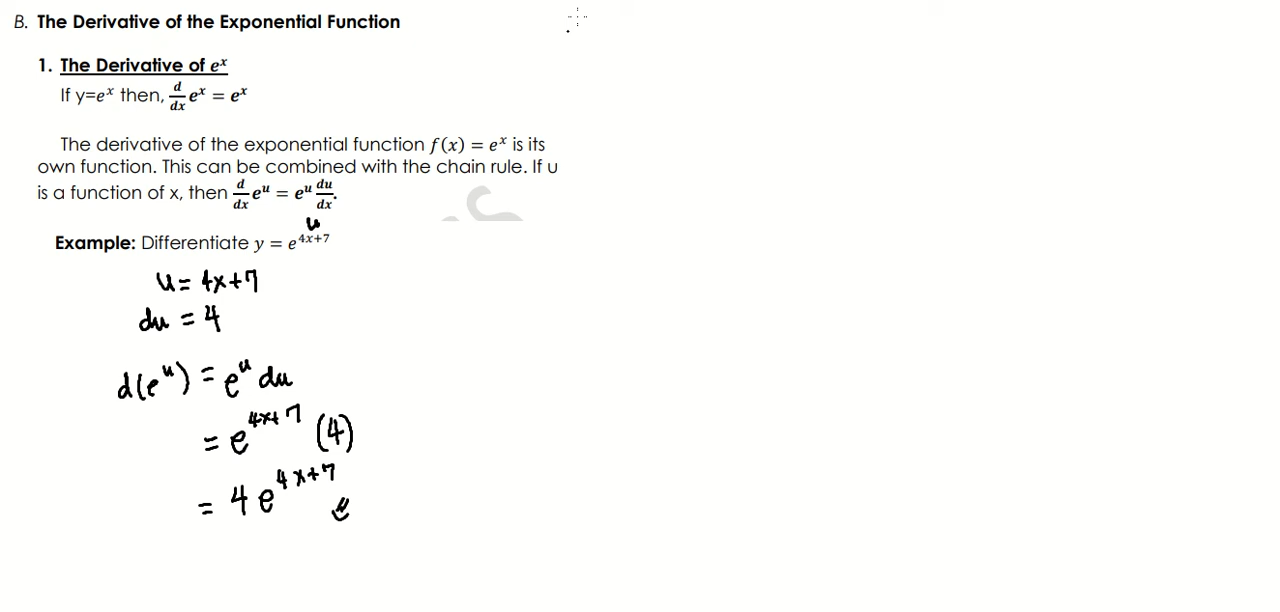 B. The Derivative of the Exponential Function
1. The Derivative of eˣ
If y=eˣ then, d/dx eˣ = eˣ
The derivative of the exponential function f(x) = eˣ is its
own function. This can be combined with the chain rule. If u
is a function of x, then d/dx eᵘ = eᵘ du/dx.
u
Example: Differentiate y = e⁴ˣ⁺⁷
u = 4x+7
du = 4
d(eᵘ) = eᵘ du
= e⁴ˣ⁺⁷ (4)
= 4e⁴ˣ⁺⁷